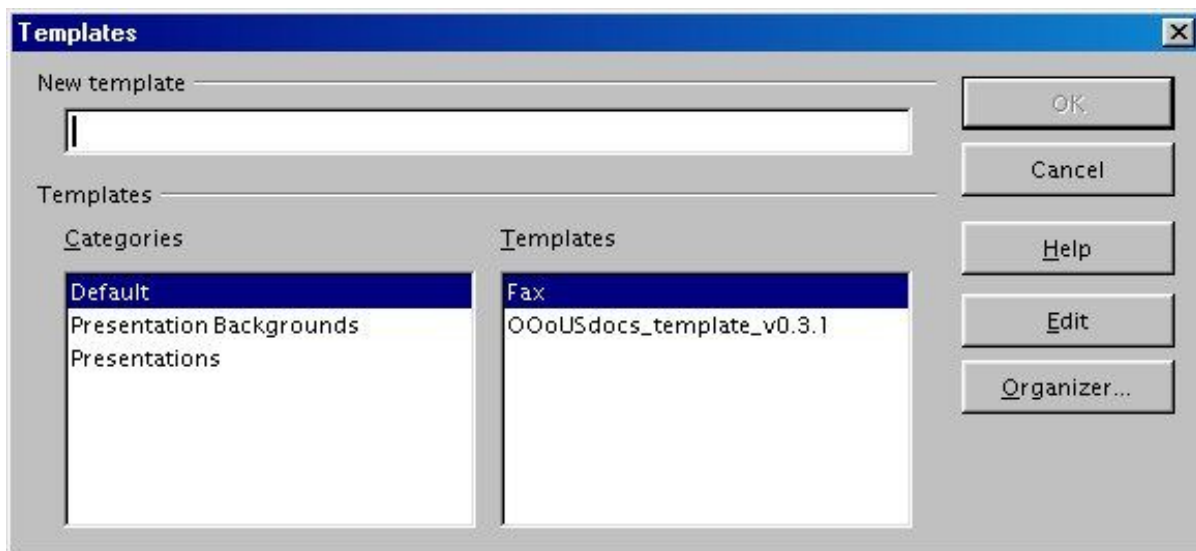 Templates
New template
OK
Cancel
Templates
Categories
Templates
Help
Default
Presentation Backgrounds
Presentations
Fax
OOoUSdocs_template_v0.3.1
Edit
Organizer...